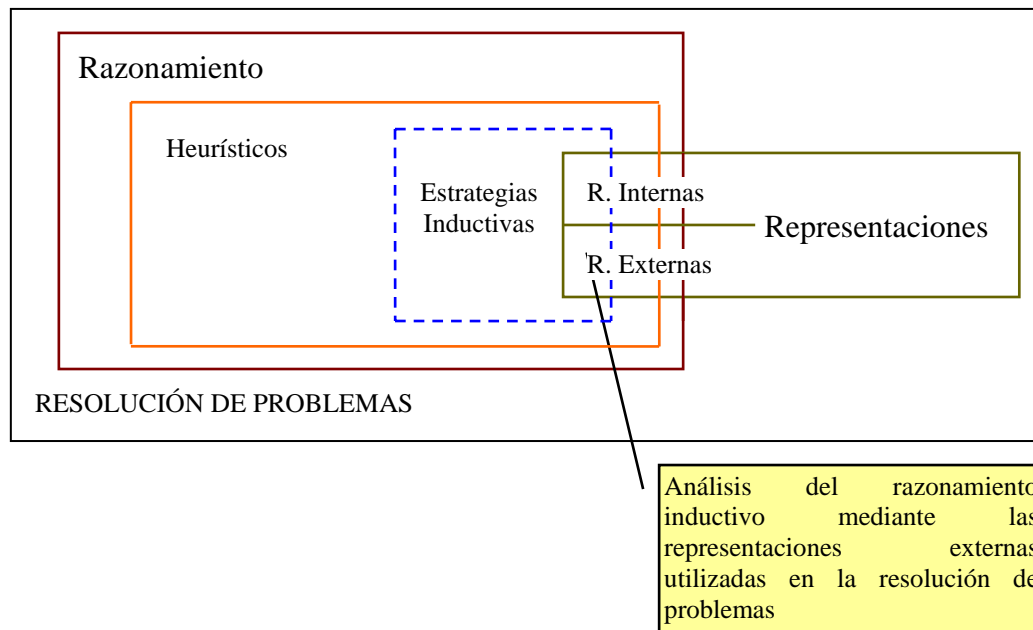 Razonamiento
Heurísticos
Estrategias
Inductivas
R. Internas
Representaciones
R. Externas
RESOLUCIÓN DE PROBLEMAS
Análisis del razonamiento
inductivo mediante las
representaciones externas
utilizadas en la resolución de
problemas